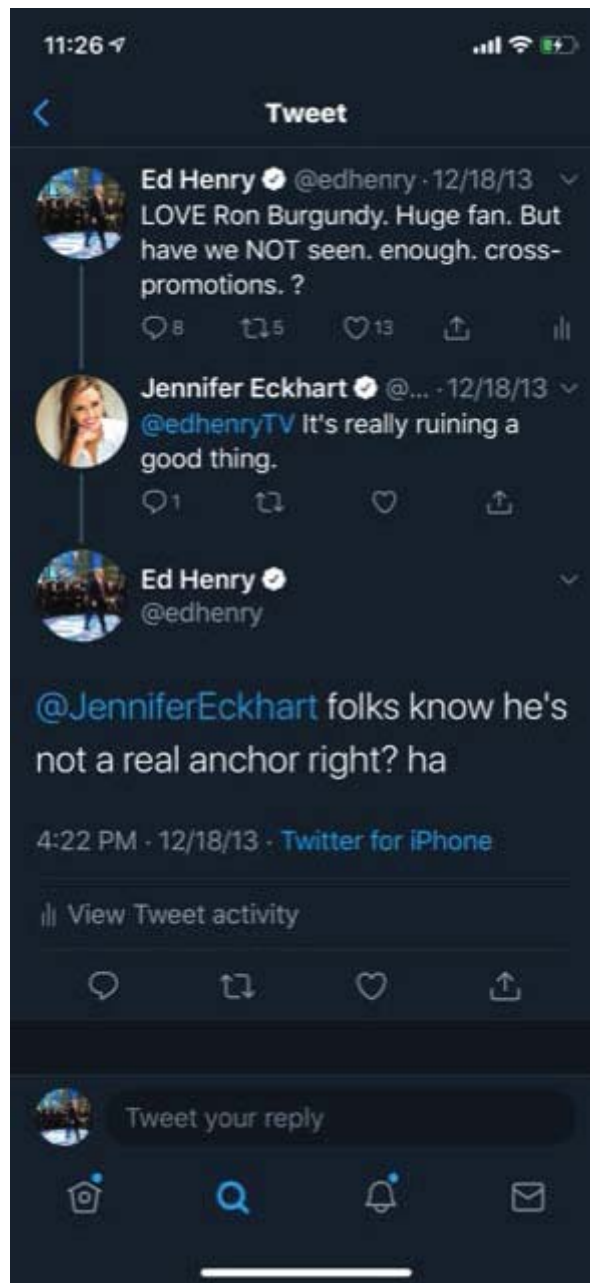 11:26
Tweet
Ed Henry @edhenry · 12/18/13
LOVE Ron Burgundy. Huge fan. But
have we NOT seen. enough. cross-
promotions. ?
8 5 13
Jennifer Eckhart @... · 12/18/13
@edhenryTV It's really ruining a
good thing.
1
Ed Henry
@edhenry
@JenniferEckhart folks know he's
not a real anchor right? ha
4:22 PM · 12/18/13 · Twitter for iPhone
View Tweet activity
Tweet your reply